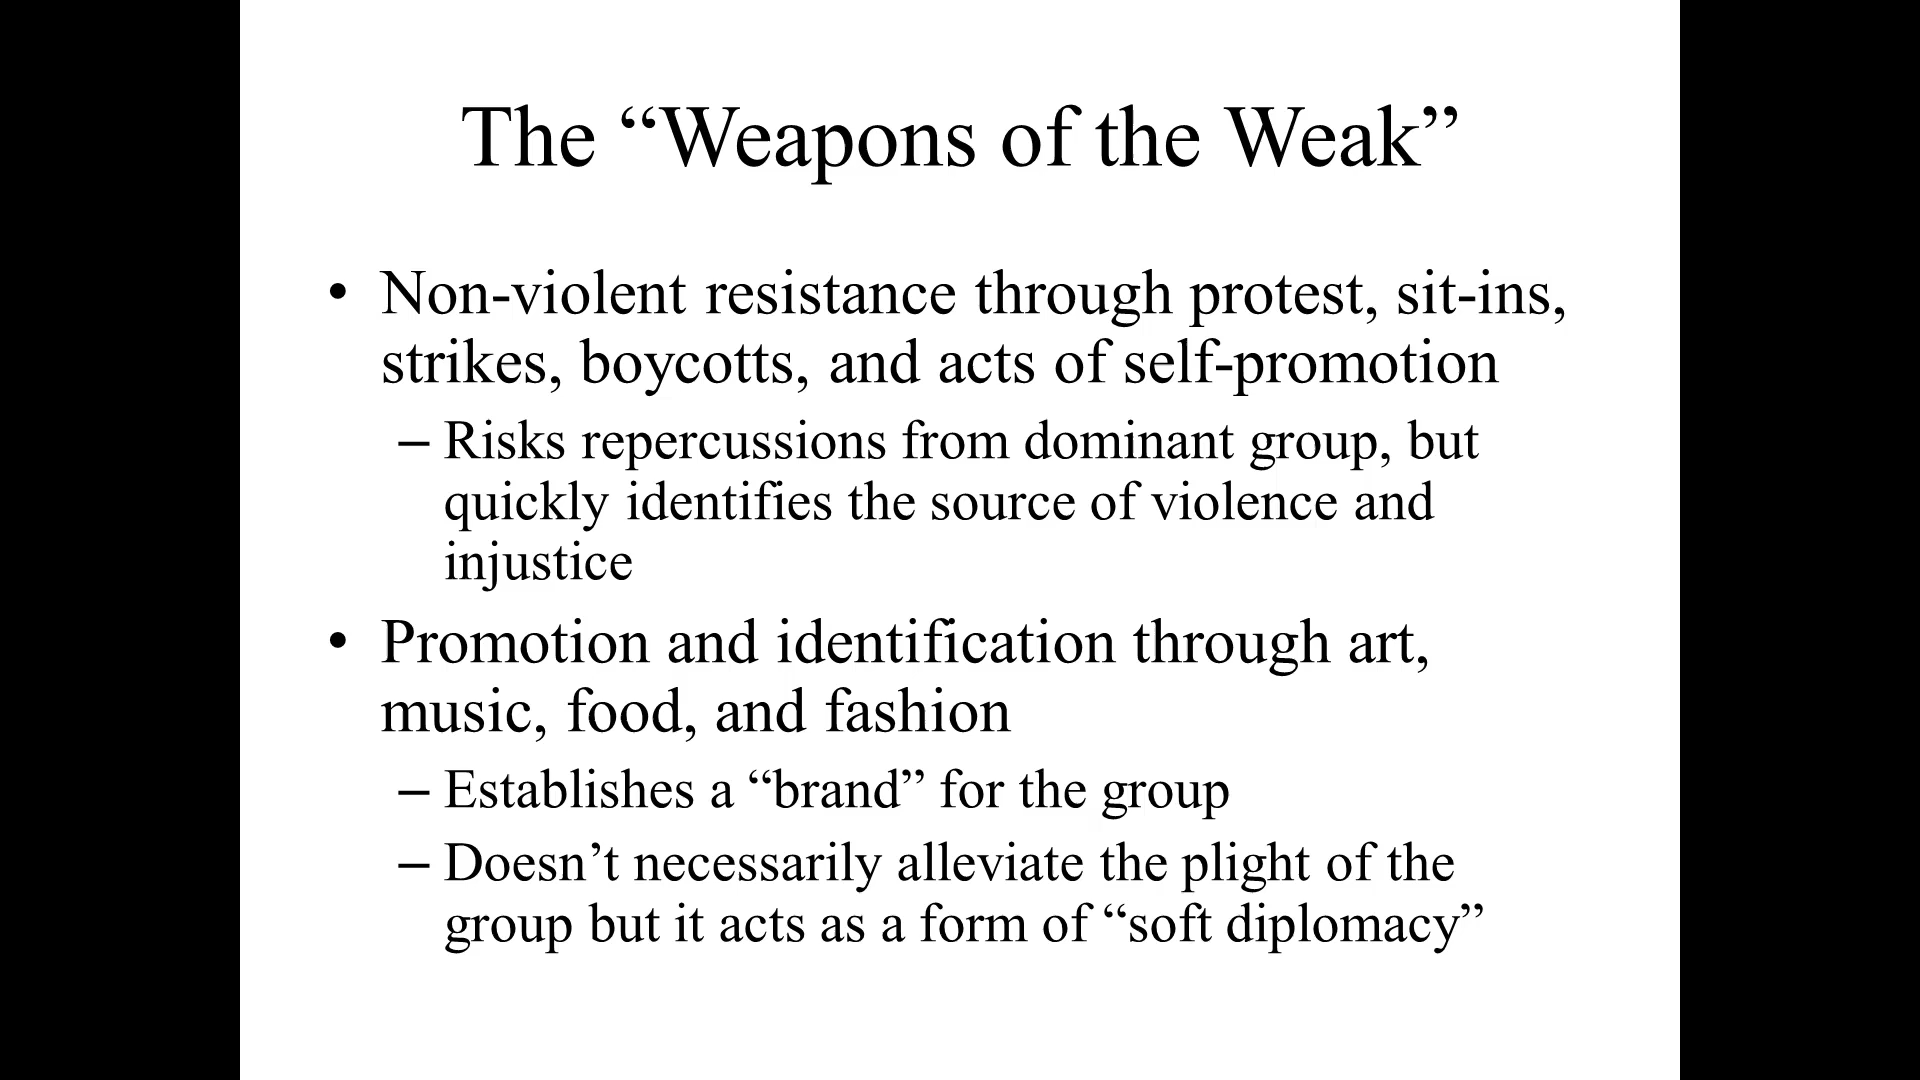 The “Weapons of the Weak”
• Non-violent resistance through protest, sit-ins,
strikes, boycotts, and acts of self-promotion
– Risks repercussions from dominant group, but
quickly identifies the source of violence and
injustice
• Promotion and identification through art,
music, food, and fashion
– Establishes a “brand” for the group
– Doesn’t necessarily alleviate the plight of the
group but it acts as a form of “soft diplomacy”